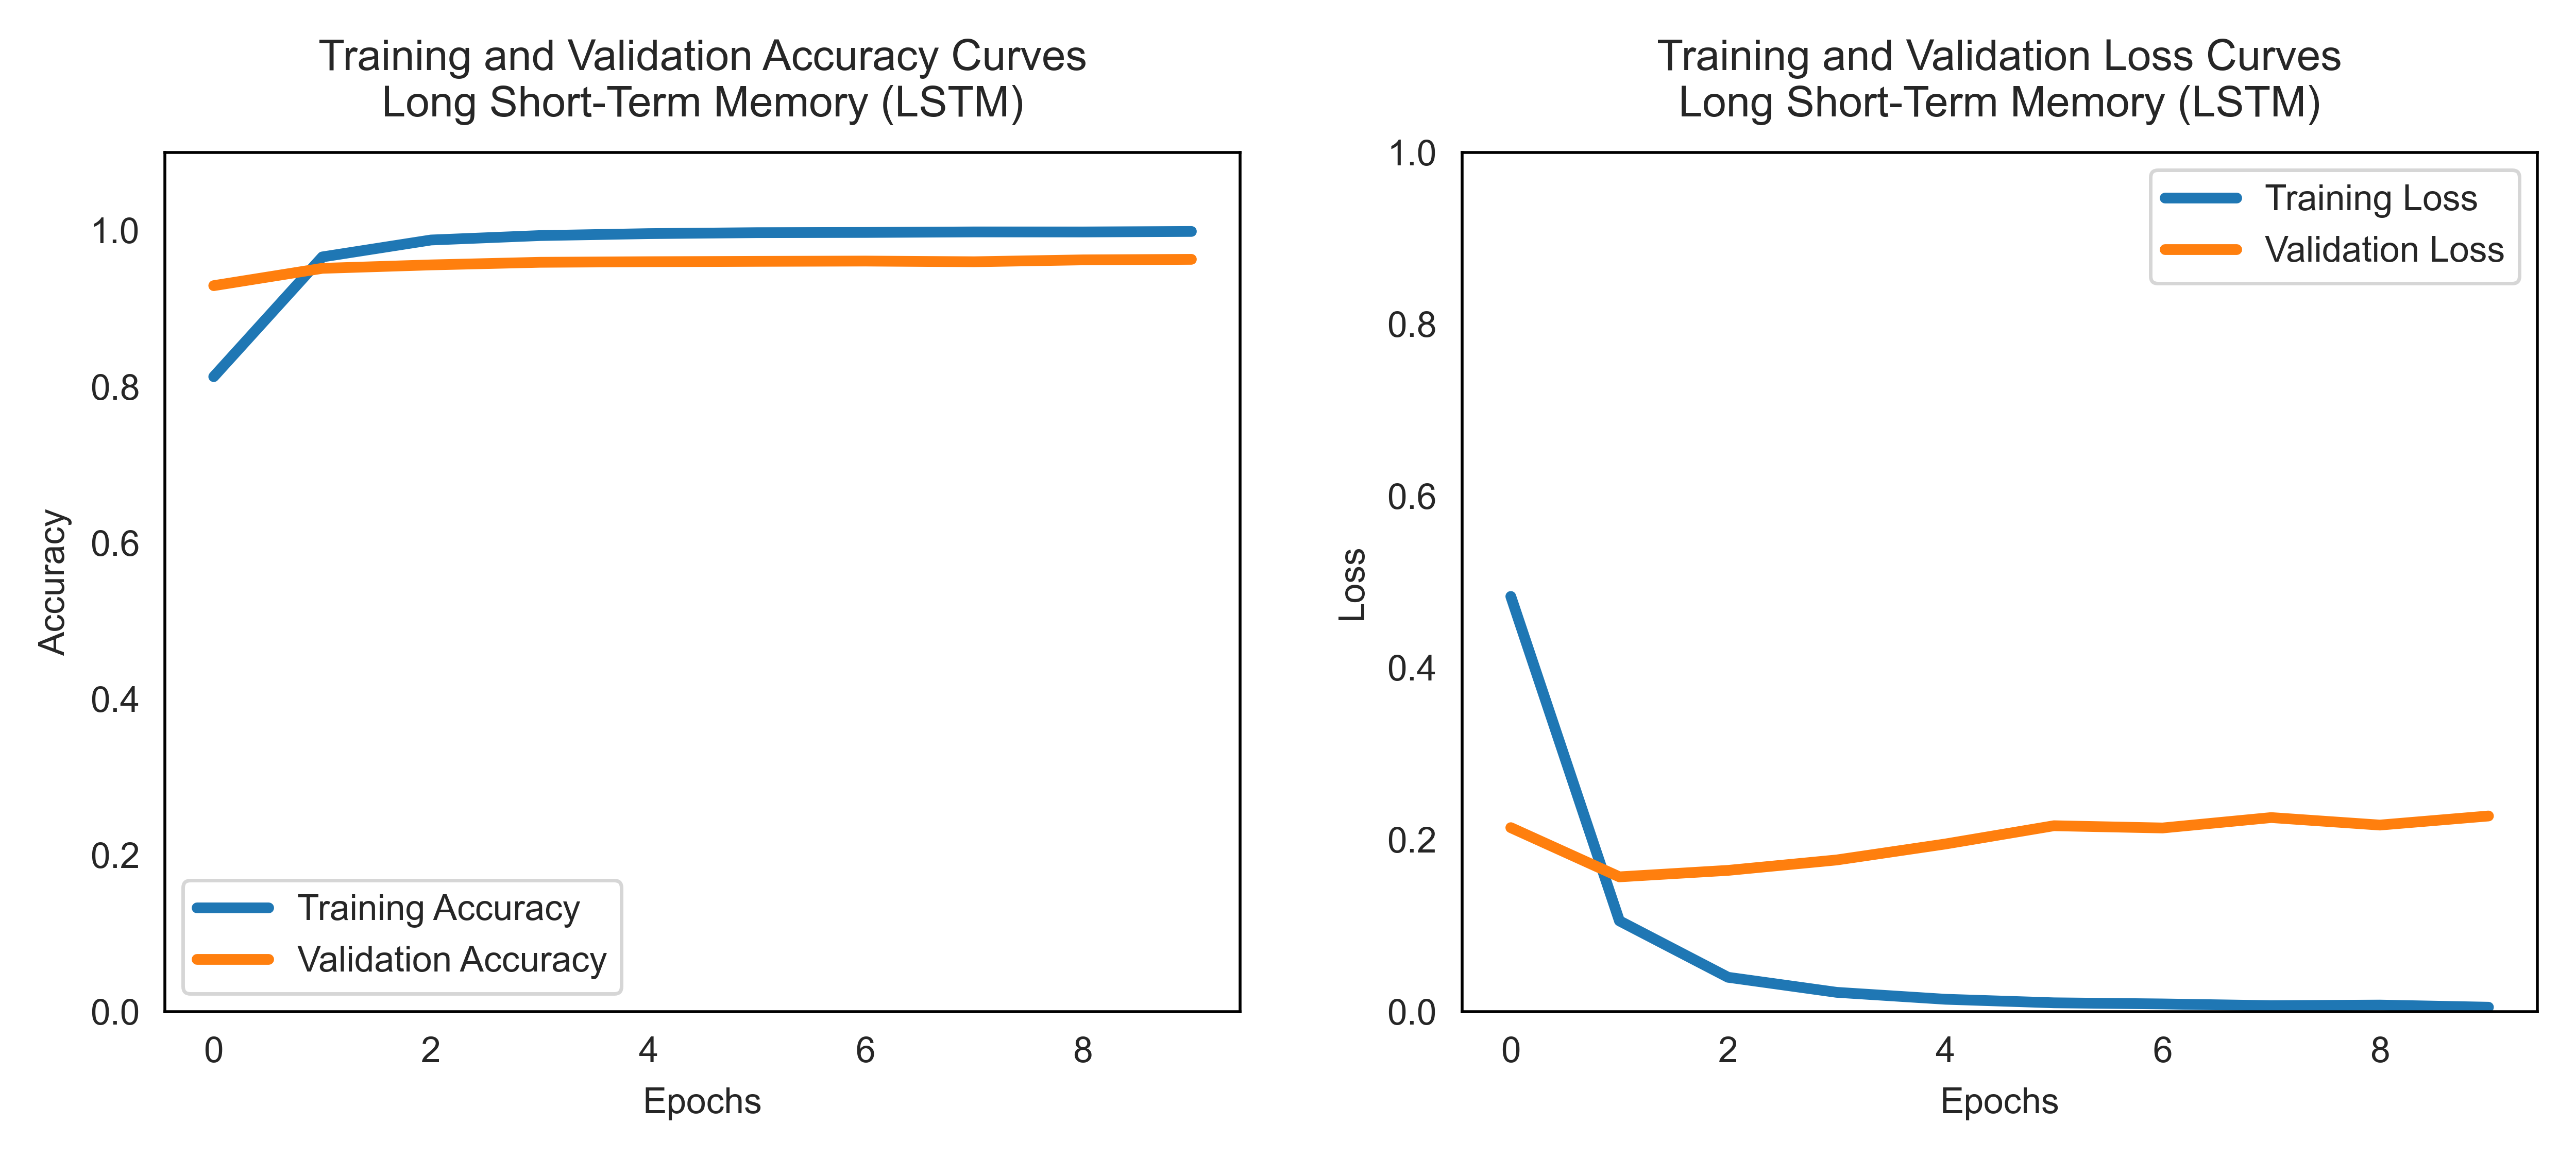 Training and Validation Accuracy Curves
Long Short-Term Memory (LSTM)
Accuracy
1.0
0.8
0.6
0.4
0.2
0.0
Training Accuracy
Validation Accuracy
0 2 4 6 8
Epochs
Training and Validation Loss Curves
Long Short-Term Memory (LSTM)
Loss
1.0
0.8
0.6
0.4
0.2
0.0
Training Loss
Validation Loss
0 2 4 6 8
Epochs